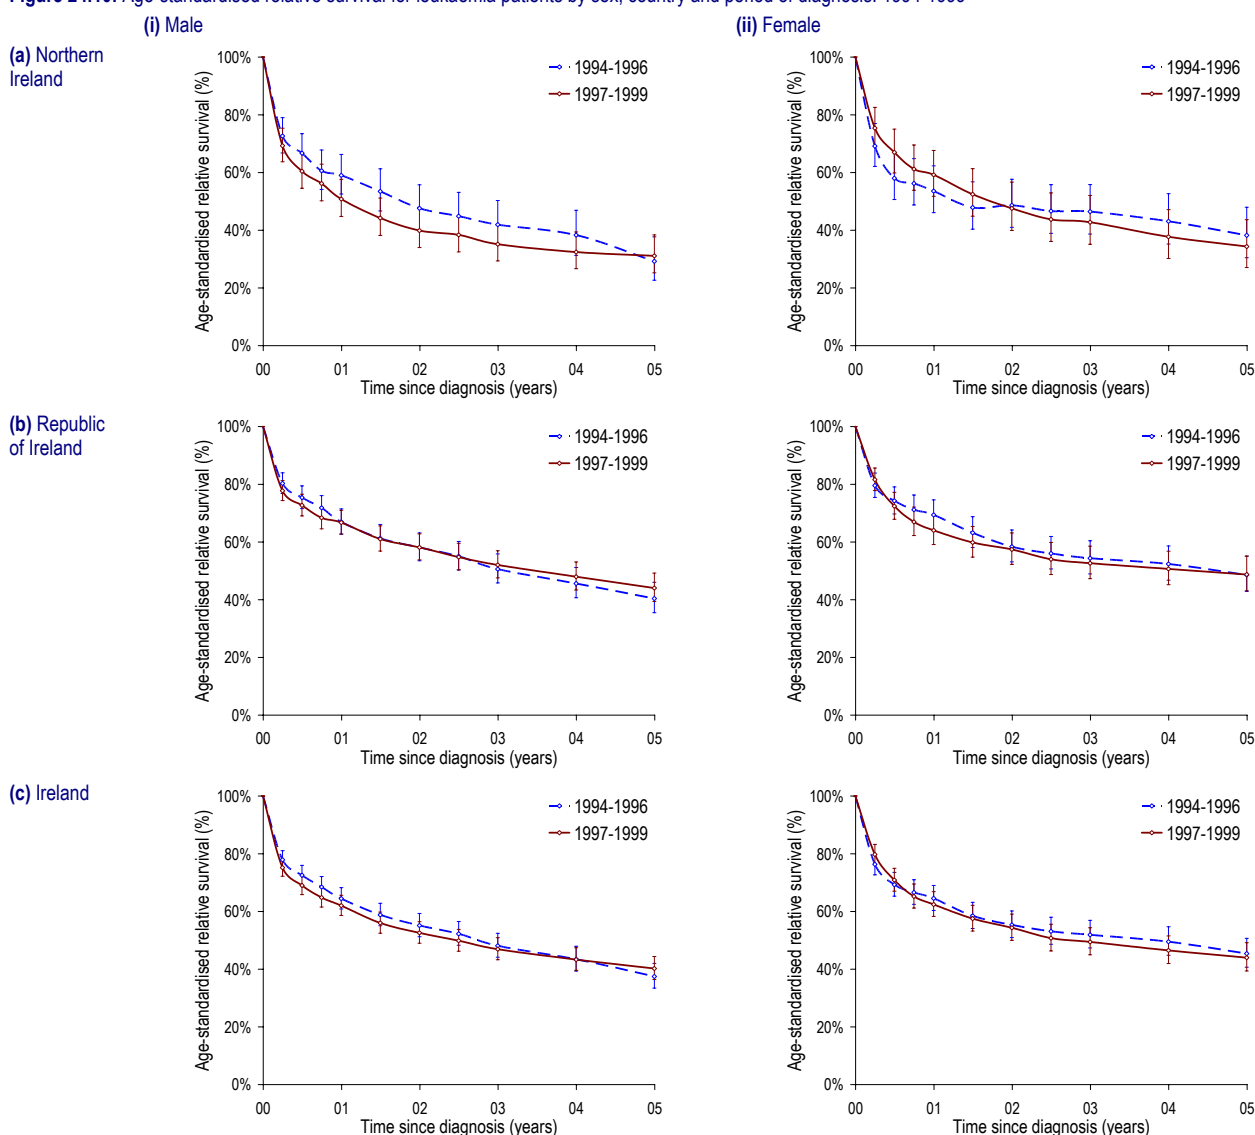 (i) Male
(ii) Female
(a) Northern
Ireland
Age-standardised relative survival (%)
100%
80%
60%
40%
20%
0%
00 01 02 03 04 05
Time since diagnosis (years)
1994-1996
1997-1999
Age-standardised relative survival (%)
100%
80%
60%
40%
20%
0%
00 01 02 03 04 05
Time since diagnosis (years)
1994-1996
1997-1999
(b) Republic
of Ireland
Age-standardised relative survival (%)
100%
80%
60%
40%
20%
0%
00 01 02 03 04 05
Time since diagnosis (years)
1994-1996
1997-1999
Age-standardised relative survival (%)
100%
80%
60%
40%
20%
0%
00 01 02 03 04 05
Time since diagnosis (years)
1994-1996
1997-1999
(c) Ireland
Age-standardised relative survival (%)
100%
80%
60%
40%
20%
0%
00 01 02 03 04 05
Time since diagnosis (years)
1994-1996
1997-1999
Age-standardised relative survival (%)
100%
80%
60%
40%
20%
0%
00 01 02 03 04 05
Time since diagnosis (years)
1994-1996
1997-1999